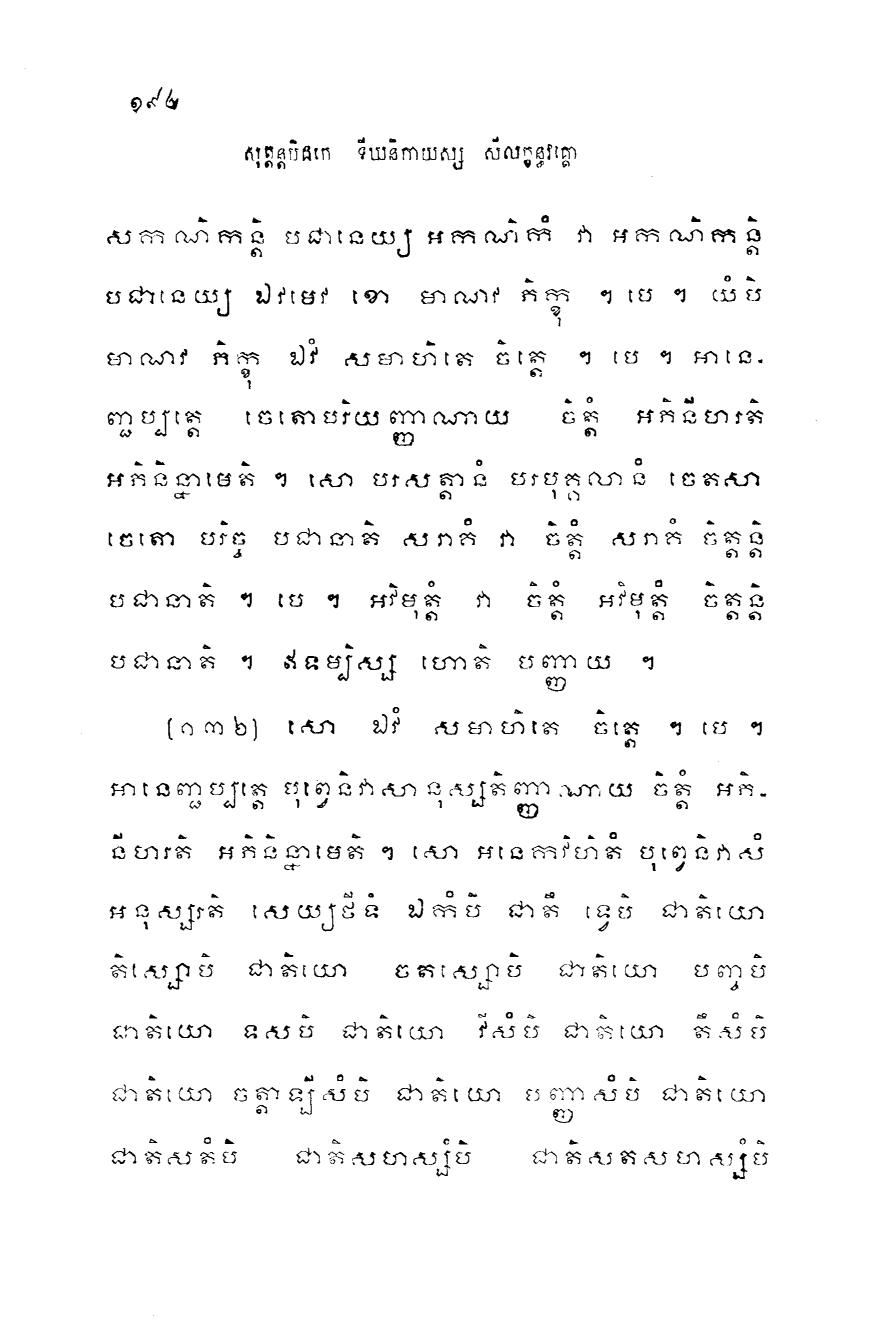 ១៩៤
សុត្តន្តបិដកេ ទីឃនិកាយស្ស សីលក្ខន្ធវគ្គោ
សកណិកន្តិ បជានេយ្យ អកណិកំ វា អកណិកន្តិ
បជានេយ្យ ឯវមេវ ខោ មាណវ ភិក្ខុ ។ បេ ។ យំបិ
មាណវ ភិក្ខុ ឯវំ សមាហិតេ ចិត្តេ ។ បេ ។ អានេ-
ញ្ជប្បត្តេ ចេតោបរិយញ្ញាណាយ ចិត្តំ អភិនីហរតិ
អភិនិន្នាមេតិ ។ សោ បរសត្តានំ បរបុគ្គលានំ ចេតសា
ចេតោ បរិច្ច បជានាតិ សរាគំ វា ចិត្តំ សរាគំ ចិត្តន្តិ
បជានាតិ ។ បេ ។ អវិមុត្តំ វា ចិត្តំ អវិមុត្តំ ចិត្តន្តិ
បជានាតិ ។ ឥទម្បិស្ស ហោតិ បញ្ញាយ ។
(១៣២) សោ ឯវំ សមាហិតេ ចិត្តេ ។ បេ ។
អានេញ្ជប្បត្តេ បុព្វេនិវាសានុស្សតិញ្ញាណាយ ចិត្តំ អភិ-
នីហរតិ អភិនិន្នាមេតិ ។ សោ អនេកវិហិតំ បុព្វេនិវាសំ
អនុស្សរតិ សេយ្យថីទំ ឯកំបិ ជាតឹ ទ្វេបិ ជាតិយោ
តិស្សោបិ ជាតិយោ ចតស្សោបិ ជាតិយោ បញ្ចបិ
ជាតិយោ ទសបិ ជាតិយោ វីសំបិ ជាតិយោ តឹសំបិ
ជាតិយោ ចត្តាឡីសំបិ ជាតិយោ បញ្ញាសំបិ ជាតិយោ
ជាតិសតំបិ ជាតិសហស្សំបិ ជាតិសតសហស្សំបិ